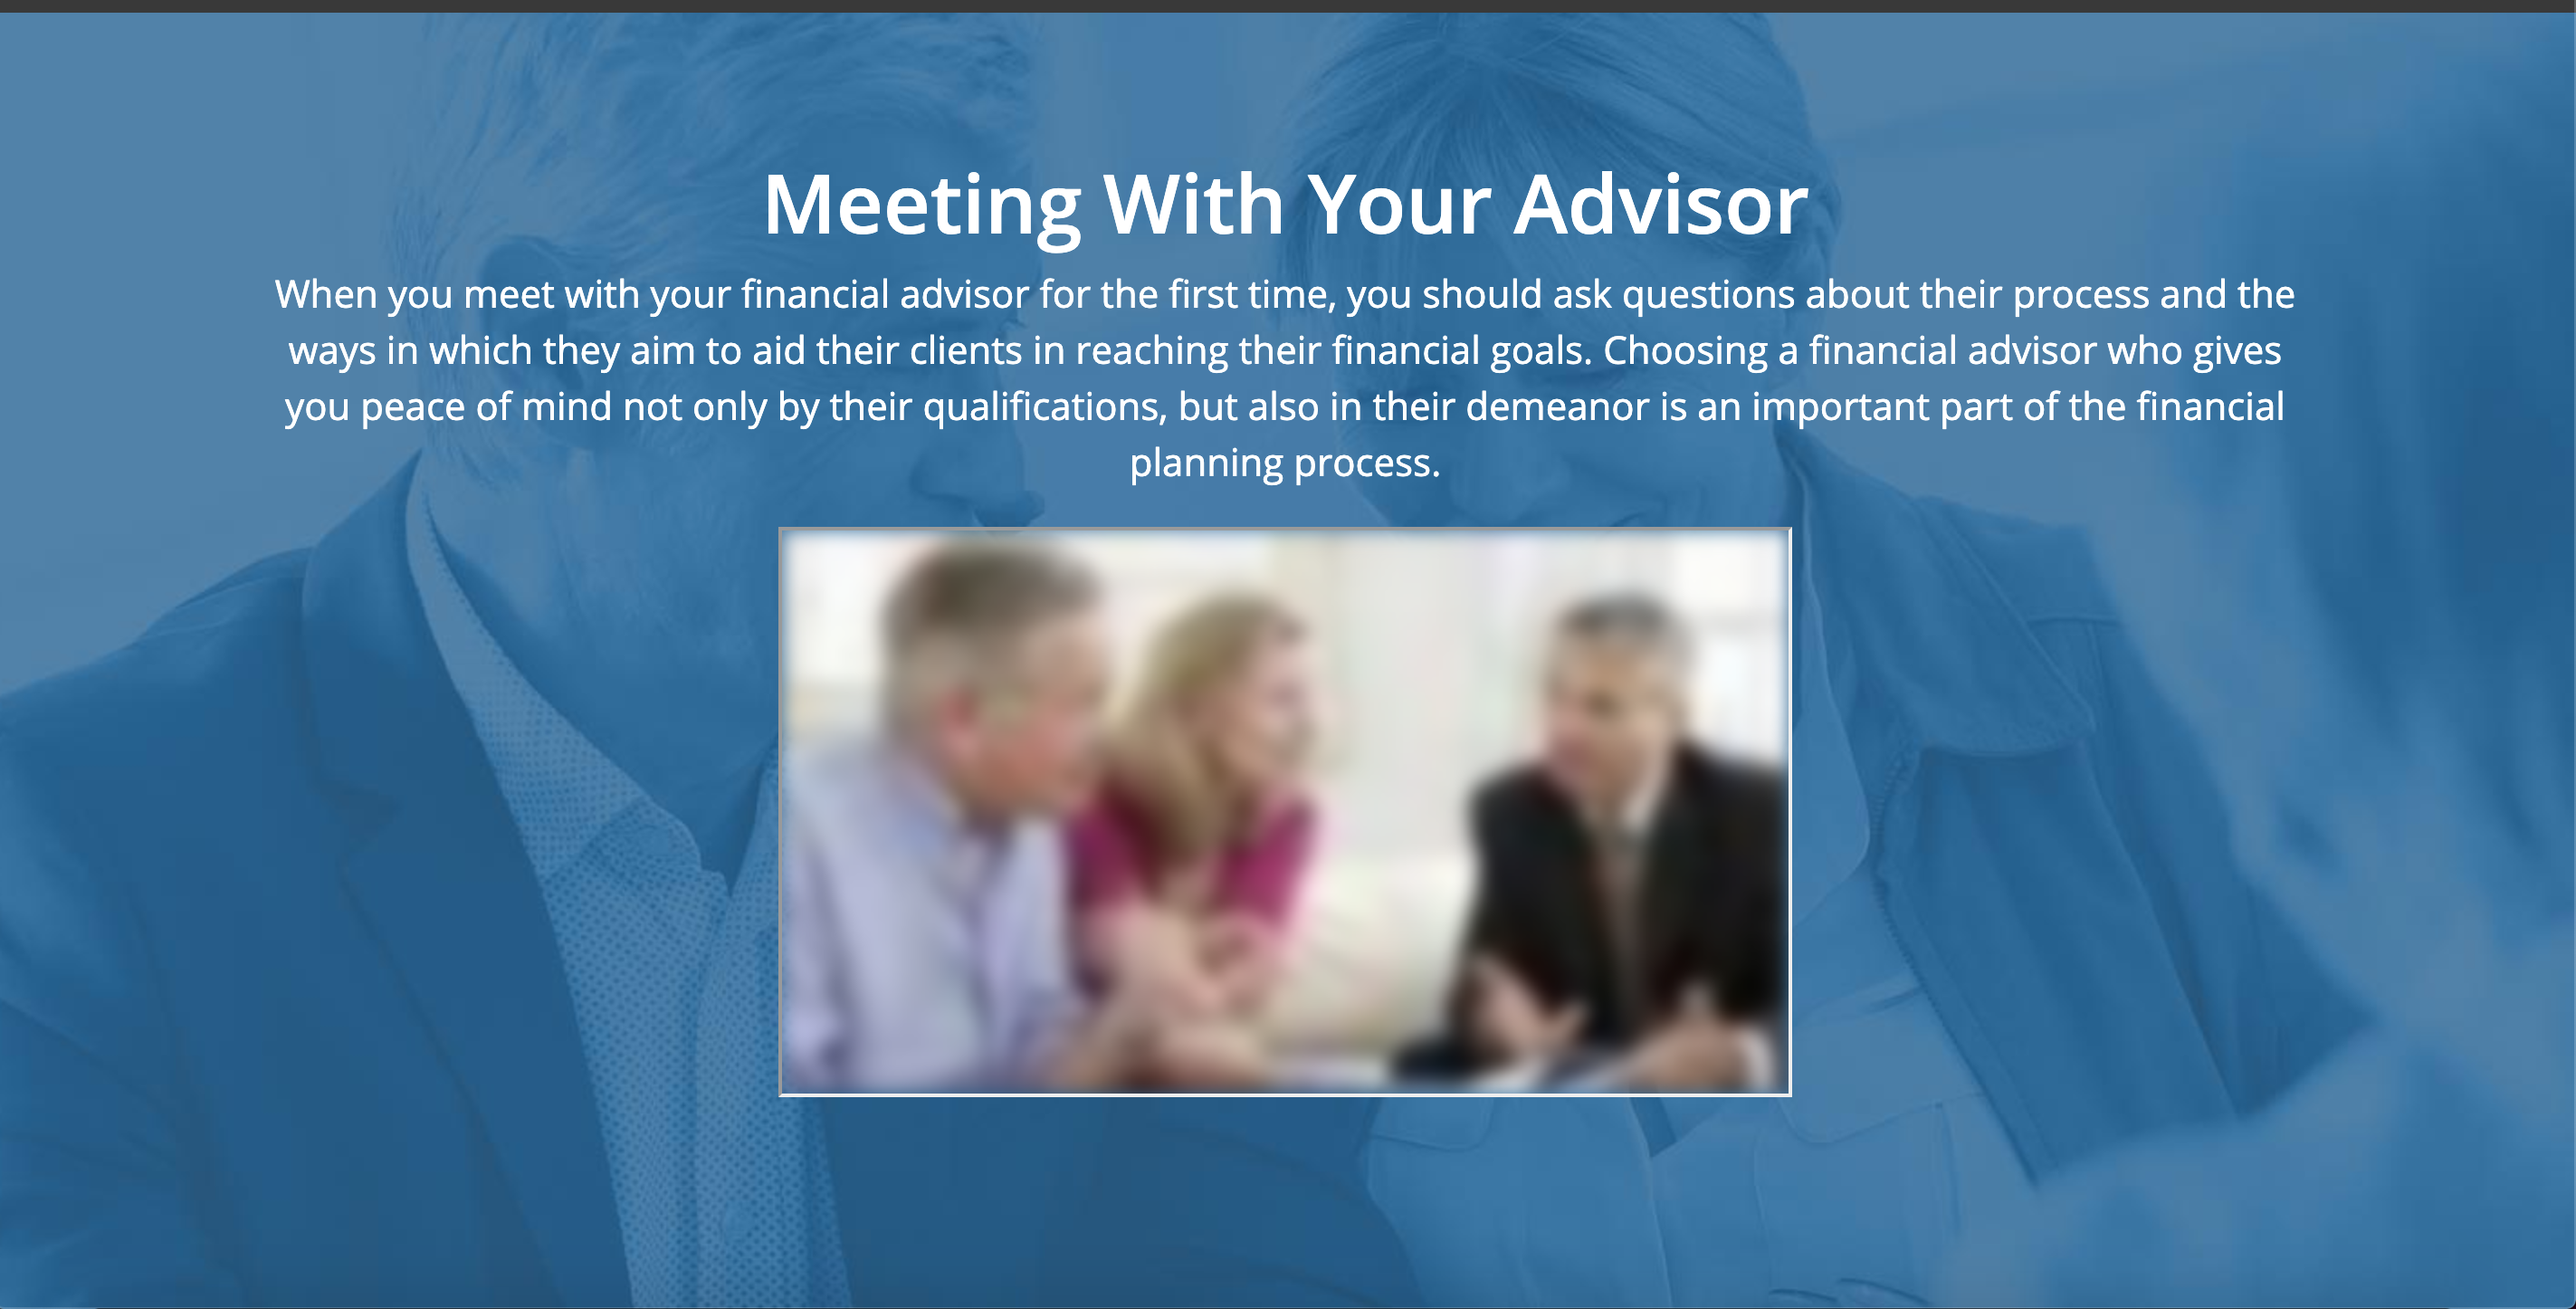 Meeting With Your Advisor
When you meet with your financial advisor for the first time, you should ask questions about their process and the
ways in which they aim to aid their clients in reaching their financial goals. Choosing a financial advisor who gives
you peace of mind not only by their qualifications, but also in their demeanor is an important part of the financial
planning process.